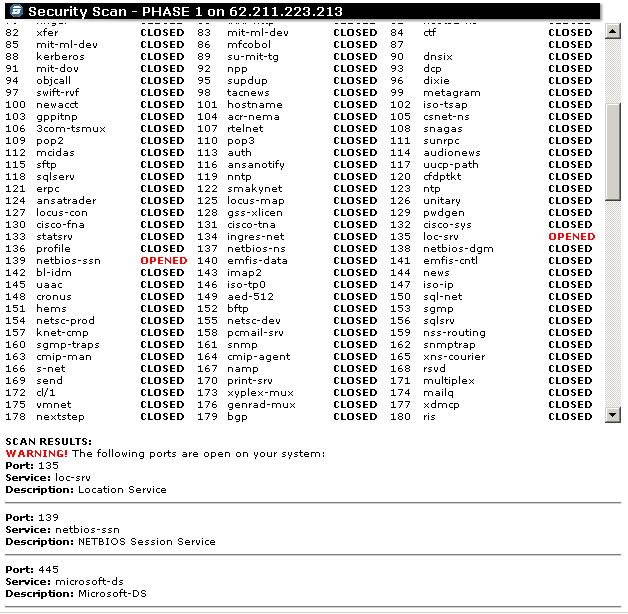 Security Scan - PHASE 1 on 62.211.223.213
82 xfer CLOSED 83 mit-ml-dev CLOSED 84 ctf CLOSED
85 mit-ml-dev CLOSED 86 mfcobol CLOSED 87 CLOSED
88 kerberos CLOSED 89 su-mit-tg CLOSED 90 dnsix CLOSED
91 mit-dov CLOSED 92 npp CLOSED 93 dcp CLOSED
94 objcall CLOSED 95 supdup CLOSED 96 dixie CLOSED
97 swift-rvf CLOSED 98 tacnews CLOSED 99 metagram CLOSED
100 newacct CLOSED 101 hostname CLOSED 102 iso-tsap CLOSED
103 gppitnp CLOSED 104 acr-nema CLOSED 105 csnet-ns CLOSED
106 3com-tsmux CLOSED 107 rtelnet CLOSED 108 snagas CLOSED
109 pop2 CLOSED 110 pop3 CLOSED 111 sunrpc CLOSED
112 mcidas CLOSED 113 auth CLOSED 114 audionews CLOSED
115 sftp CLOSED 116 ansanotify CLOSED 117 uucp-path CLOSED
118 sqlserv CLOSED 119 nntp CLOSED 120 cfdptkt CLOSED
121 erpc CLOSED 122 smakynet CLOSED 123 ntp CLOSED
124 ansatrader CLOSED 125 locus-map CLOSED 126 unitary CLOSED
127 locus-con CLOSED 128 gss-xlicen CLOSED 129 pwdgen CLOSED
130 cisco-fna CLOSED 131 cisco-tna CLOSED 132 cisco-sys CLOSED
133 statsrv CLOSED 134 ingres-net CLOSED 135 loc-srv OPENED
136 profile CLOSED 137 netbios-ns CLOSED 138 netbios-dgm CLOSED
139 netbios-ssn OPENED 140 emfis-data CLOSED 141 emfis-cntl CLOSED
142 bl-idm CLOSED 143 imap2 CLOSED 144 news CLOSED
145 uaac CLOSED 146 iso-tp0 CLOSED 147 iso-ip CLOSED
148 cronus CLOSED 149 aed-512 CLOSED 150 sql-net CLOSED
151 hems CLOSED 152 bftp CLOSED 153 sgmp CLOSED
154 netsc-prod CLOSED 155 netsc-dev CLOSED 156 sqlsrv CLOSED
157 knet-cmp CLOSED 158 pcmail-srv CLOSED 159 nss-routing CLOSED
160 sgmp-traps CLOSED 161 snmp CLOSED 162 snmptrap CLOSED
163 cmip-man CLOSED 164 cmip-agent CLOSED 165 xns-courier CLOSED
166 s-net CLOSED 167 namp CLOSED 168 rsvd CLOSED
169 send CLOSED 170 print-srv CLOSED 171 multiplex CLOSED
172 cl/1 CLOSED 173 xyplex-mux CLOSED 174 mailq CLOSED
175 vmnet CLOSED 176 genrad-mux CLOSED 177 xdmcp CLOSED
178 nextstep CLOSED 179 bgp CLOSED 180 ris CLOSED
SCAN RESULTS:
WARNING! The following ports are open on your system:
Port: 135
Service: loc-srv
Description: Location Service
Port: 139
Service: netbios-ssn
Description: NETBIOS Session Service
Port: 445
Service: microsoft-ds
Description: Microsoft-DS